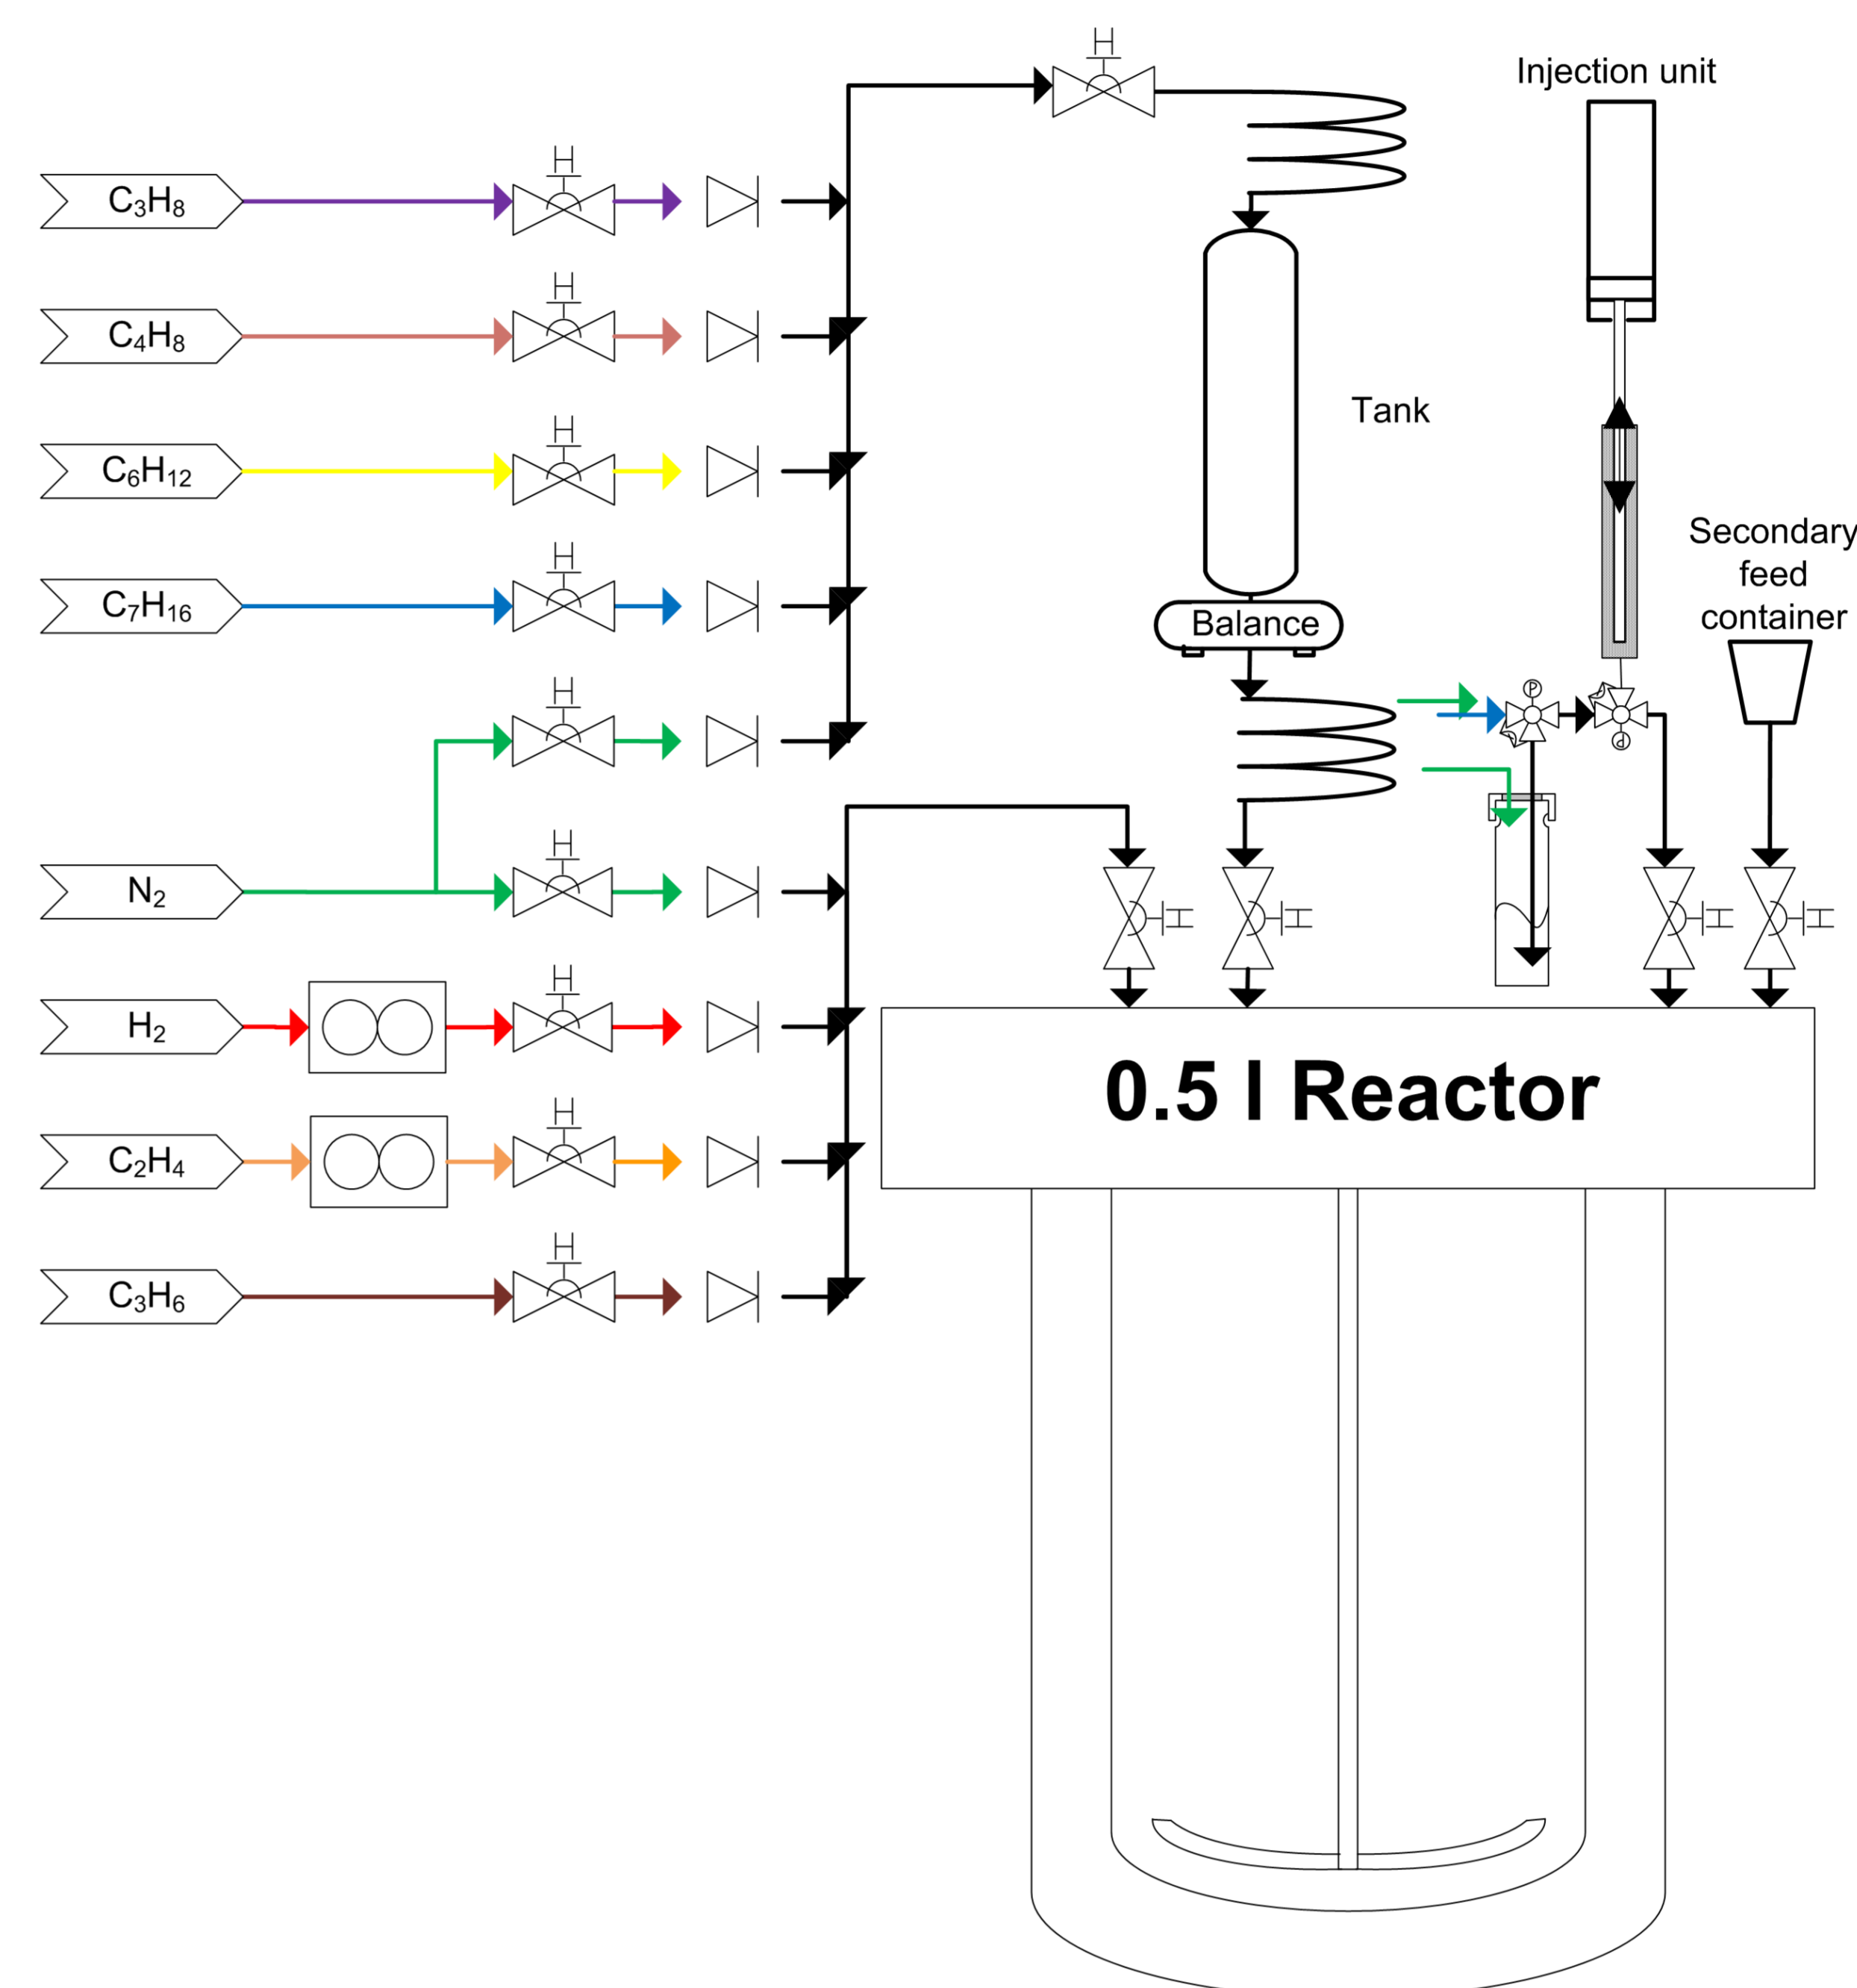 H
Injection unit
H
C₃H₈
H
C₄H₈
Tank
H
C₆H₁₂
Secondary
feed
container
H
C₇H₁₆
Balance
H
P
P
H
N₂
H
H
H
H
H
H₂
0.5 l Reactor
H
C₂H₄
H
C₃H₆